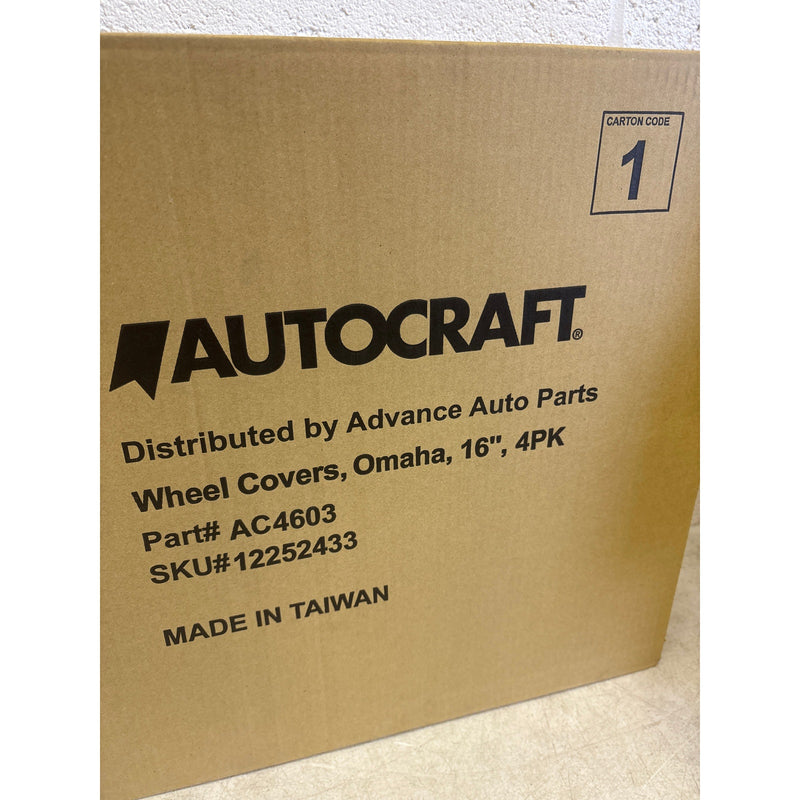 CARTON CODE
1
AUTOCRAFT®
Distributed by Advance Auto Parts
Wheel Covers, Omaha, 16", 4PK
Part# AC4603
SKU#12252433
MADE IN TAIWAN